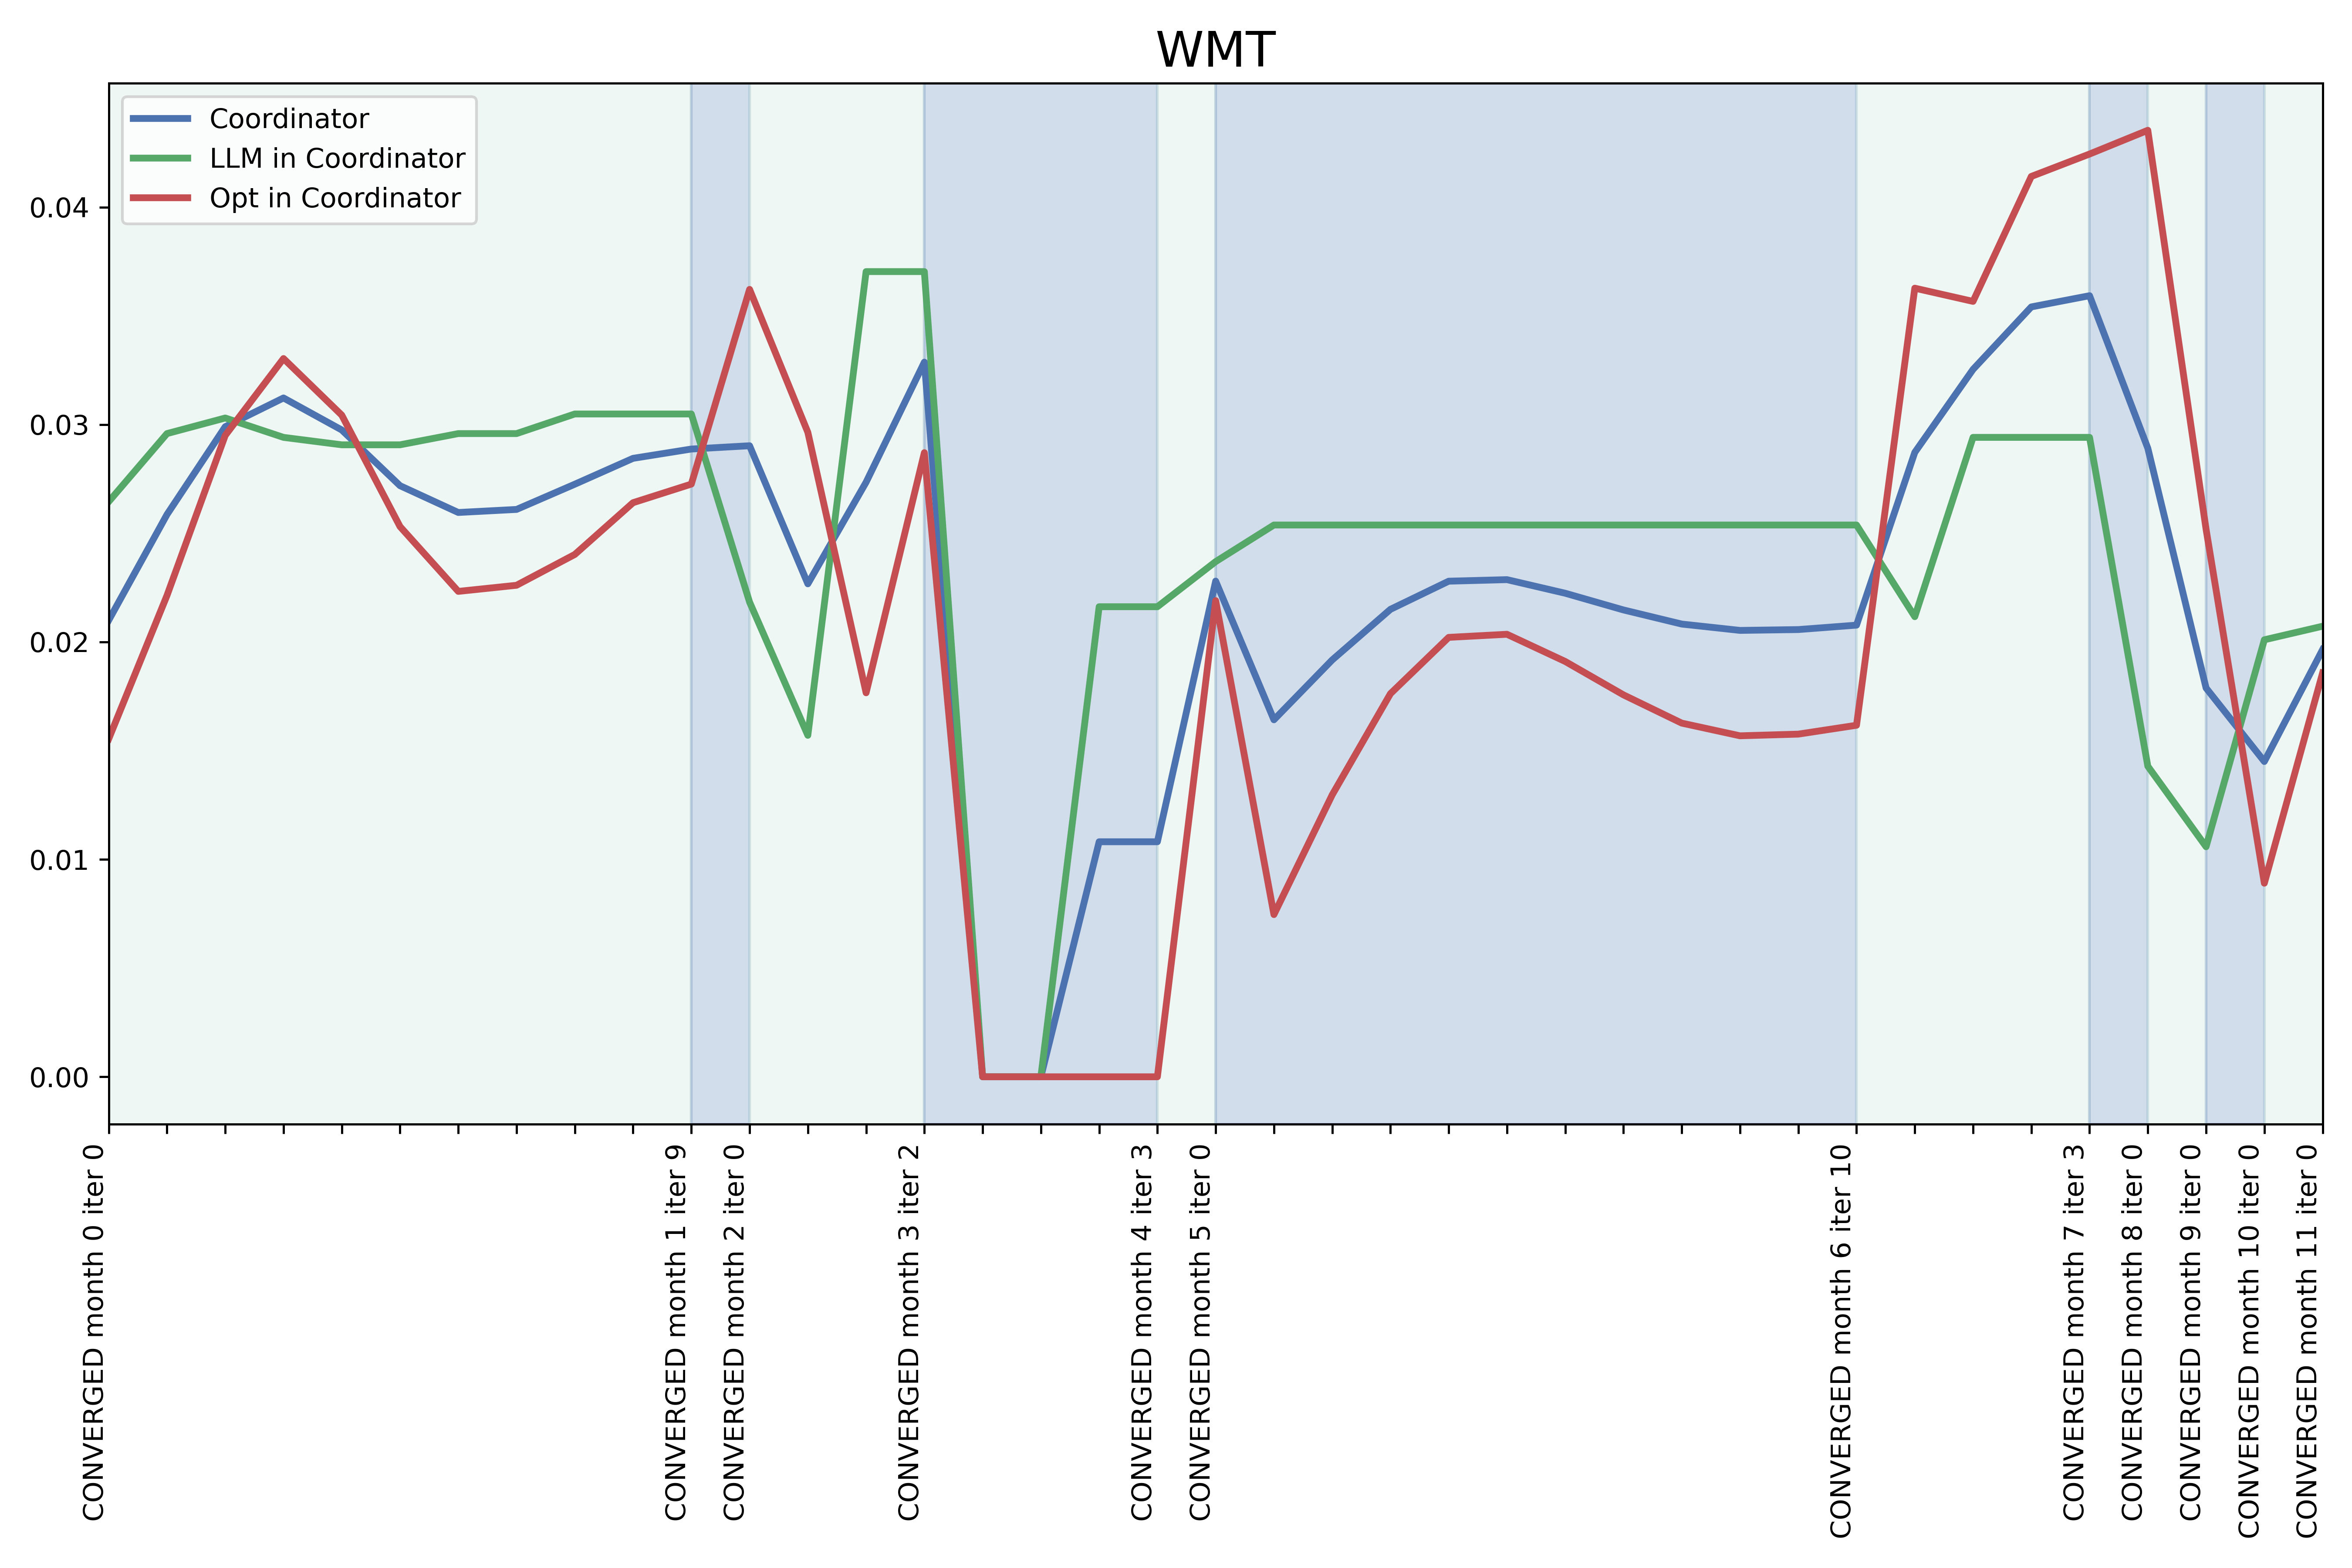 WMT
Coordinator
LLM in Coordinator
Opt in Coordinator
0.04
0.03
0.02
0.01
0.00
CONVERGED month 0 iter 0
CONVERGED month 1 iter 9
CONVERGED month 2 iter 0
CONVERGED month 3 iter 2
CONVERGED month 4 iter 3
CONVERGED month 5 iter 0
CONVERGED month 6 iter 10
CONVERGED month 7 iter 3
CONVERGED month 8 iter 0
CONVERGED month 9 iter 0
CONVERGED month 10 iter 0
CONVERGED month 11 iter 0